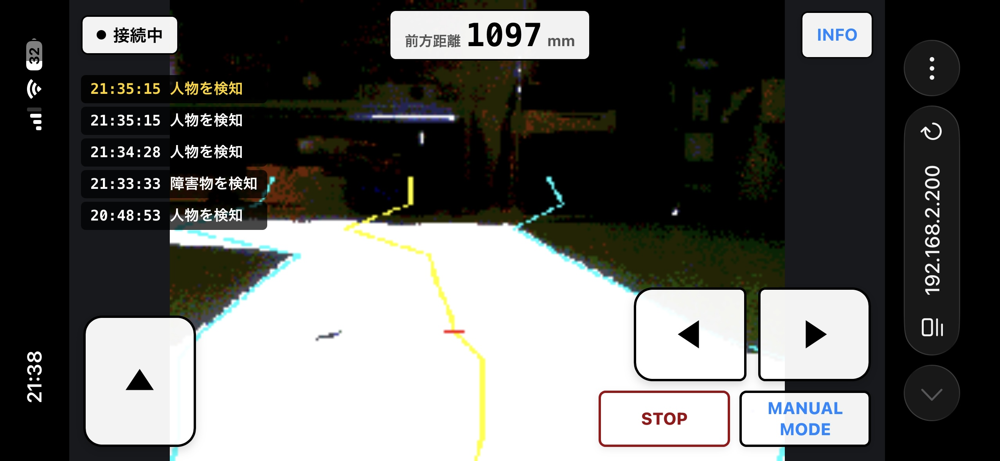 接続中
前方距離 1097 mm
INFO
21:35:15 人物を検知
21:35:15 人物を検知
21:34:28 人物を検知
21:33:33 障害物を検知
20:48:53 人物を検知
STOP
MANUAL
MODE
32
21:38
192.168.2.200